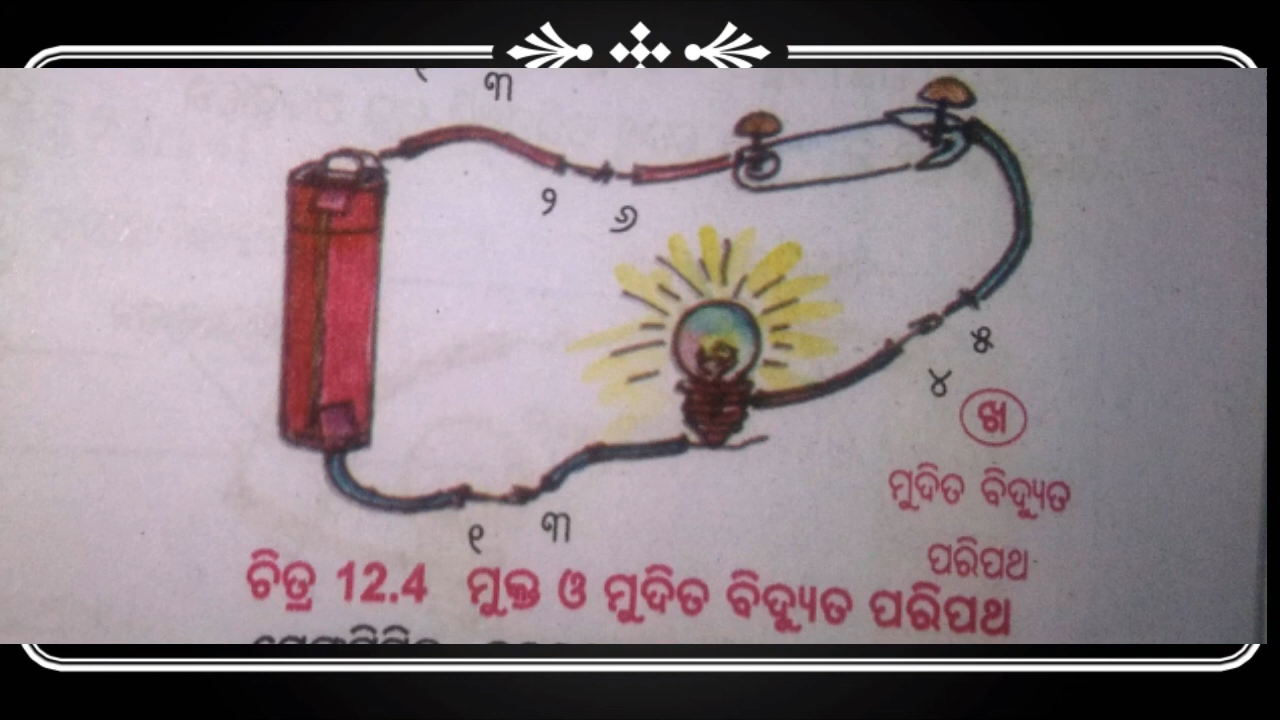 ୩
୨ ୬
୫
୪
ଖ
ମୁଦିତ ବିଦ୍ୟୁତ
ପରିପଥ
୧ ୩
ଚିତ୍ର 12.4 ମୁକ୍ତ ଓ ମୁଦିତ ବିଦ୍ୟୁତ ପରିପଥ